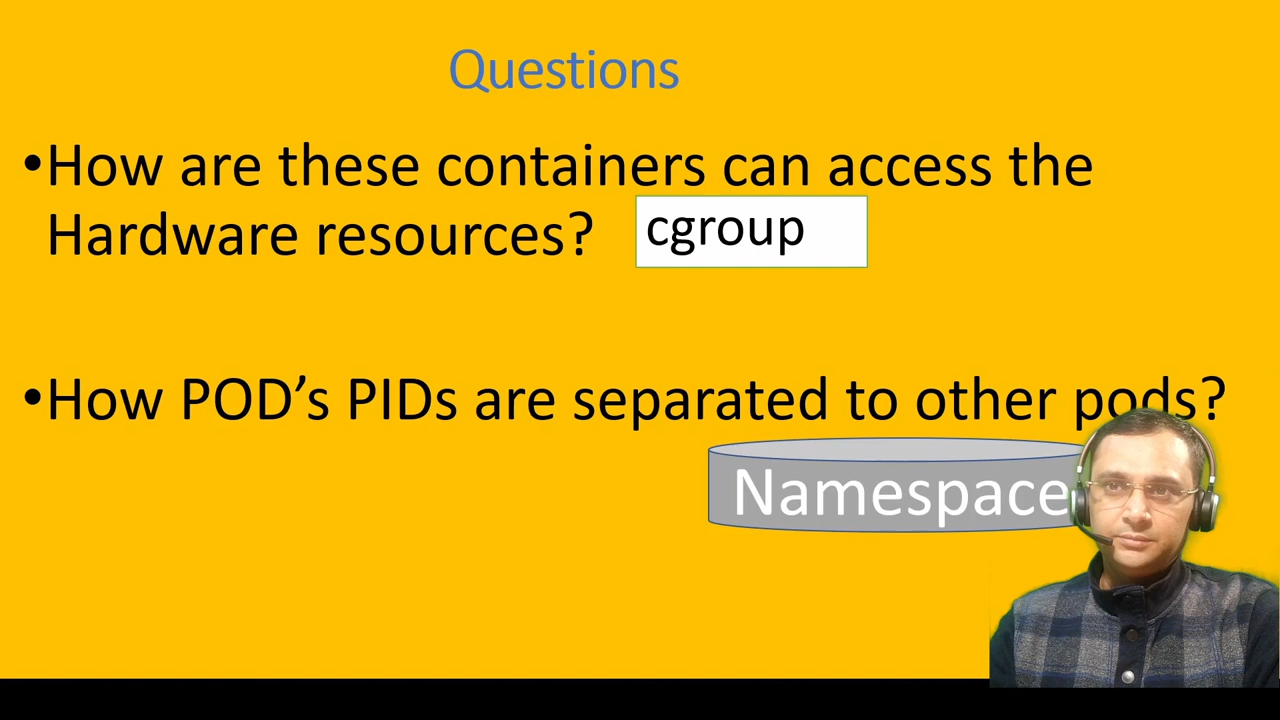 Questions
•How are these containers can access the
Hardware resources?
cgroup
•How POD’s PIDs are separated to other pods?
Namespace